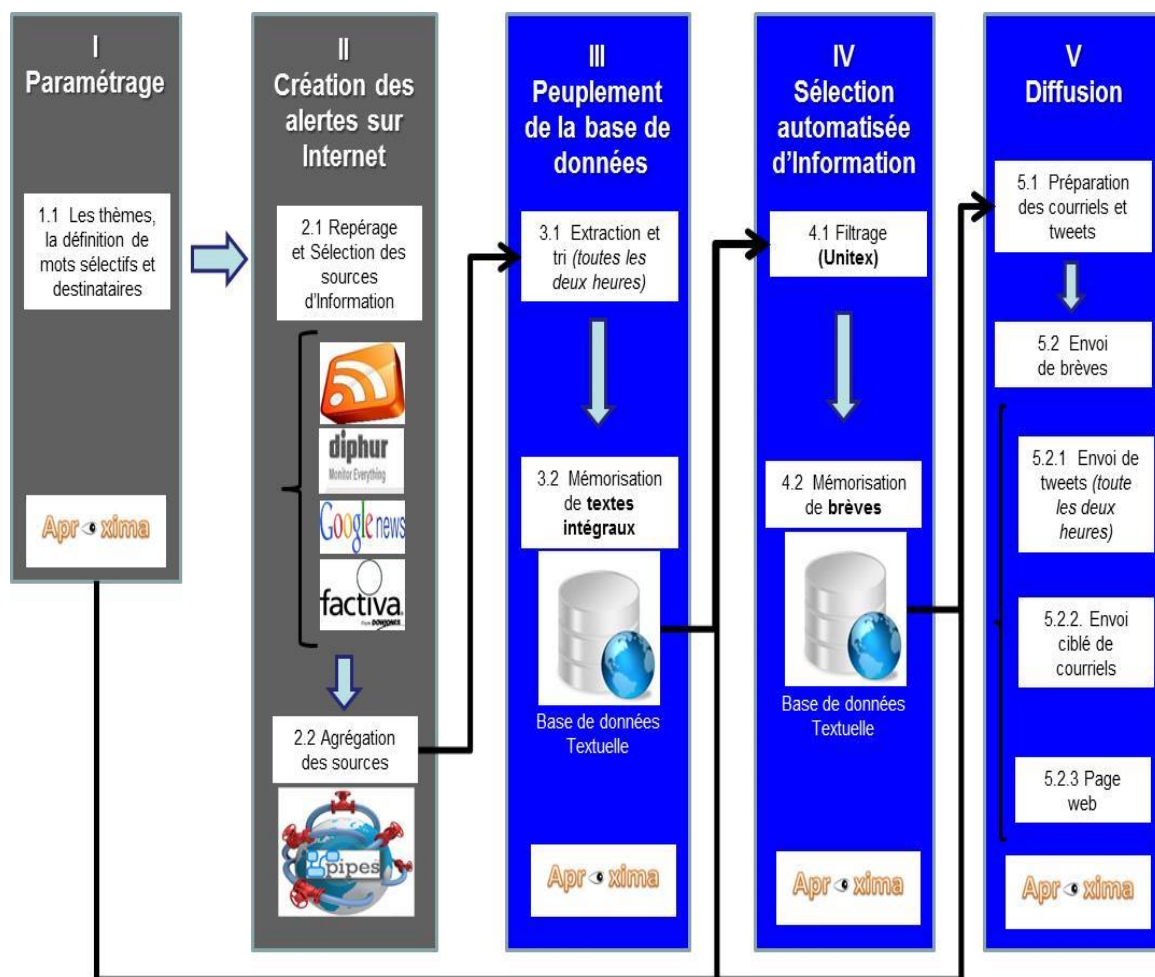 I
Paramétrage
1.1 Les thèmes,
la définition de
mots sélectifs et
destinataires
Apr xima
II
Création des
alertes sur
Internet
2.1 Repérage
et Sélection des
sources
d'Information
diphur
Monitor Everything
Google news
factiva
from DOWJONES
2.2 Agrégation
des sources
pipes
III
Peuplement
de la base de
données
3.1 Extraction et
tri (toutes les
deux heures)
3.2 Mémorisation
de textes
intégraux
Base de données
Textuelle
Apr xima
IV
Sélection
automatisée
d'Information
4.1 Filtrage
(Unitex)
4.2 Mémorisation
de brèves
Base de données
Textuelle
Apr xima
V
Diffusion
5.1 Préparation
des courriels et
tweets
5.2 Envoi
de brèves
5.2.1 Envoi de
tweets (toute
les deux
heures)
5.2.2. Envoi
ciblé de
courriels
5.2.3 Page
web
Apr xima